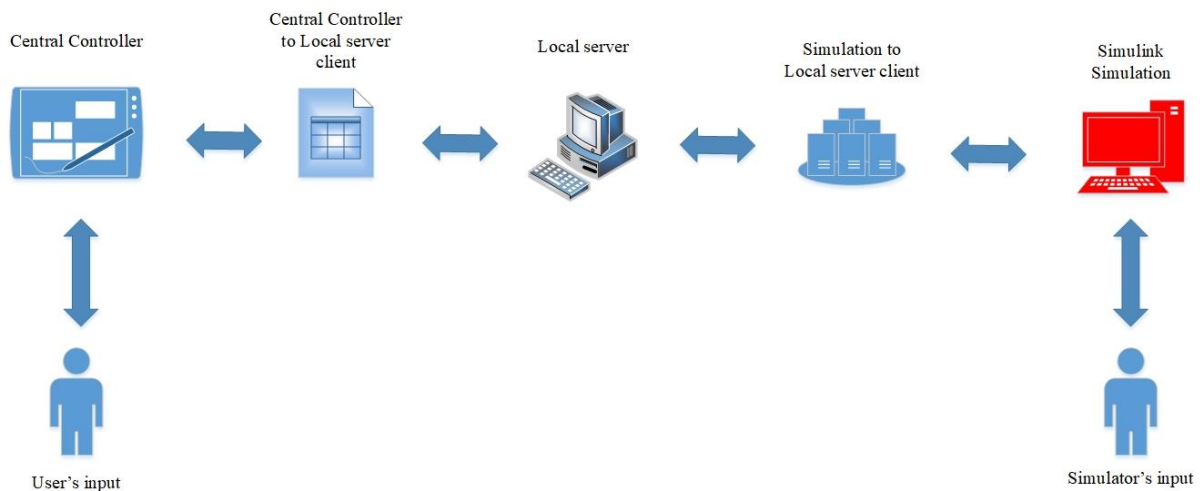 Central Controller
Central Controller
to Local server
client
Local server
Simulation to
Local server client
Simulink
Simulation
User’s input
Simulator’s input